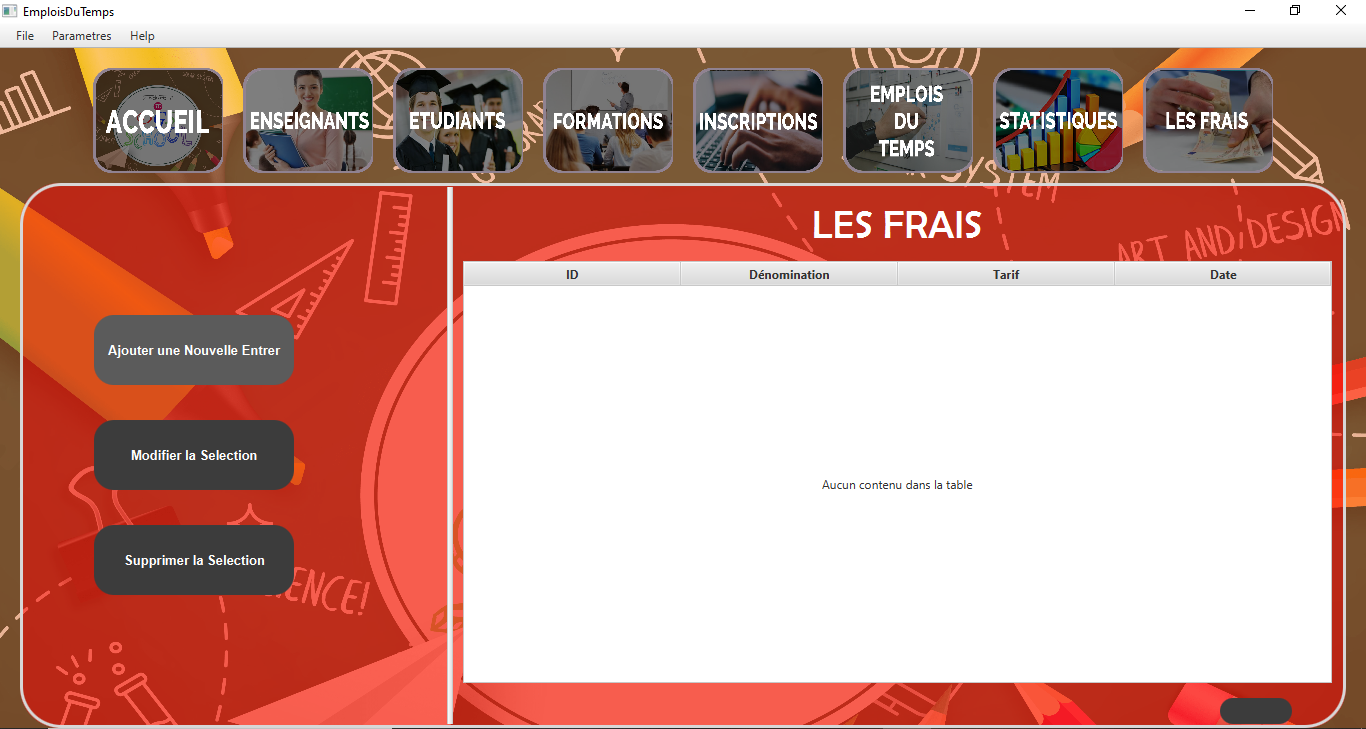 EmploisDuTemps
File Parametres Help
ACCUEIL ENSEIGNANTS ETUDIANTS FORMATIONS INSCRIPTIONS EMPLOIS DU TEMPS STATISTIQUES LES FRAIS
SYSTEM
ART AND DESIGN
LES FRAIS
ID Dénomination Tarif Date
Ajouter une Nouvelle Entrer
Modifier la Selection
Aucun contenu dans la table
Supprimer la Selection
IENCE!